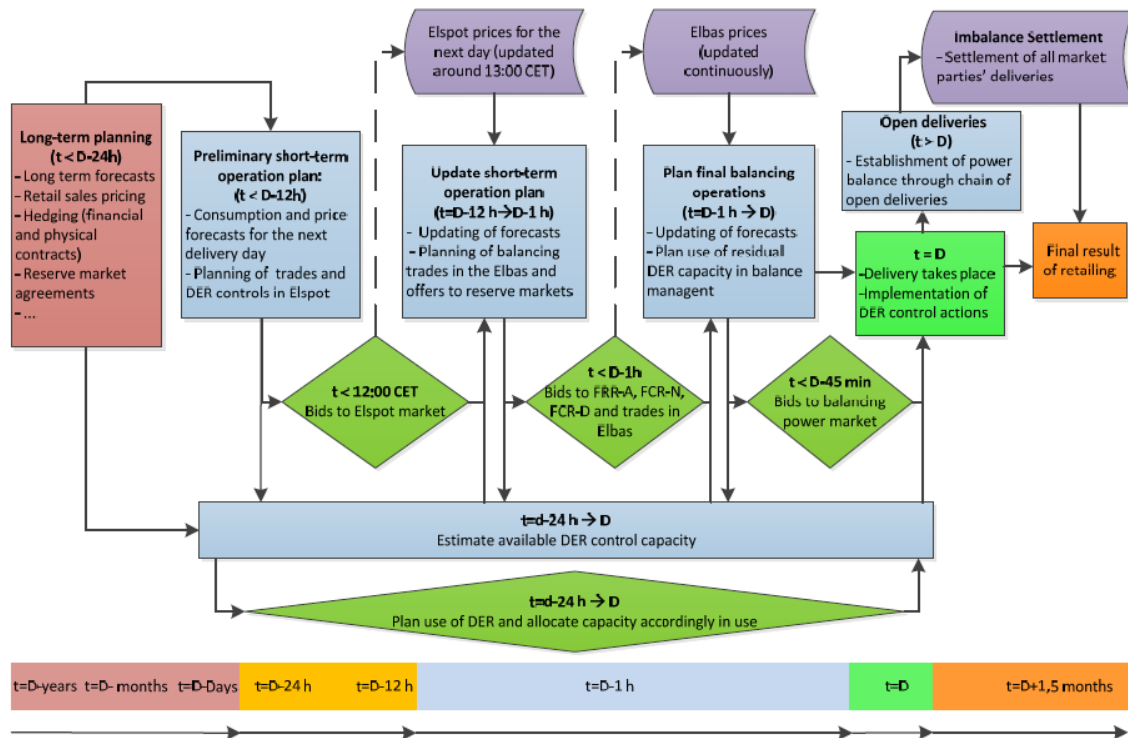 Elspot prices for the
next day (updated
around 13:00 CET)
Elbas prices
(updated
continuously)
Imbalance Settlement
– Settlement of all market
parties' deliveries
Long-term planning
(t < D-24h)
- Long term forecasts
- Retail sales pricing
- Hedging (financial
and physical
contracts)
- Reserve market
agreements
- ...
Preliminary short-term
operation plan:
(t < D-12h)
- Consumption and price
forecasts for the next
delivery day
- Planning of trades and
DER controls in Elspot
Update short-term
operation plan
(t=D-12 h→D-1 h)
- Updating of forecasts
- Planning of balancing
trades in the Elbas and
offers to reserve markets
Plan final balancing
operations
(t=D-1 h → D)
- Updating of forecasts
- Plan use of residual
DER capacity in balance
managent
Open deliveries
(t > D)
- Establishment of power
balance through chain of
open deliveries
t = D
-Delivery takes place
-Implementation of
DER control actions
Final result
of retailing
t < 12:00 CET
Bids to Elspot market
t < D-1h
Bids to FRR-A, FCR-N,
FCR-D and trades in
Elbas
t < D-45 min
Bids to balancing
power market
t=d-24 h → D
Estimate available DER control capacity
t=d-24 h → D
Plan use of DER and allocate capacity accordingly in use
t=D-years t=D- months t=D-Days t=D-24 h t=D-12 h t=D-1 h t=D t=D+1,5 months